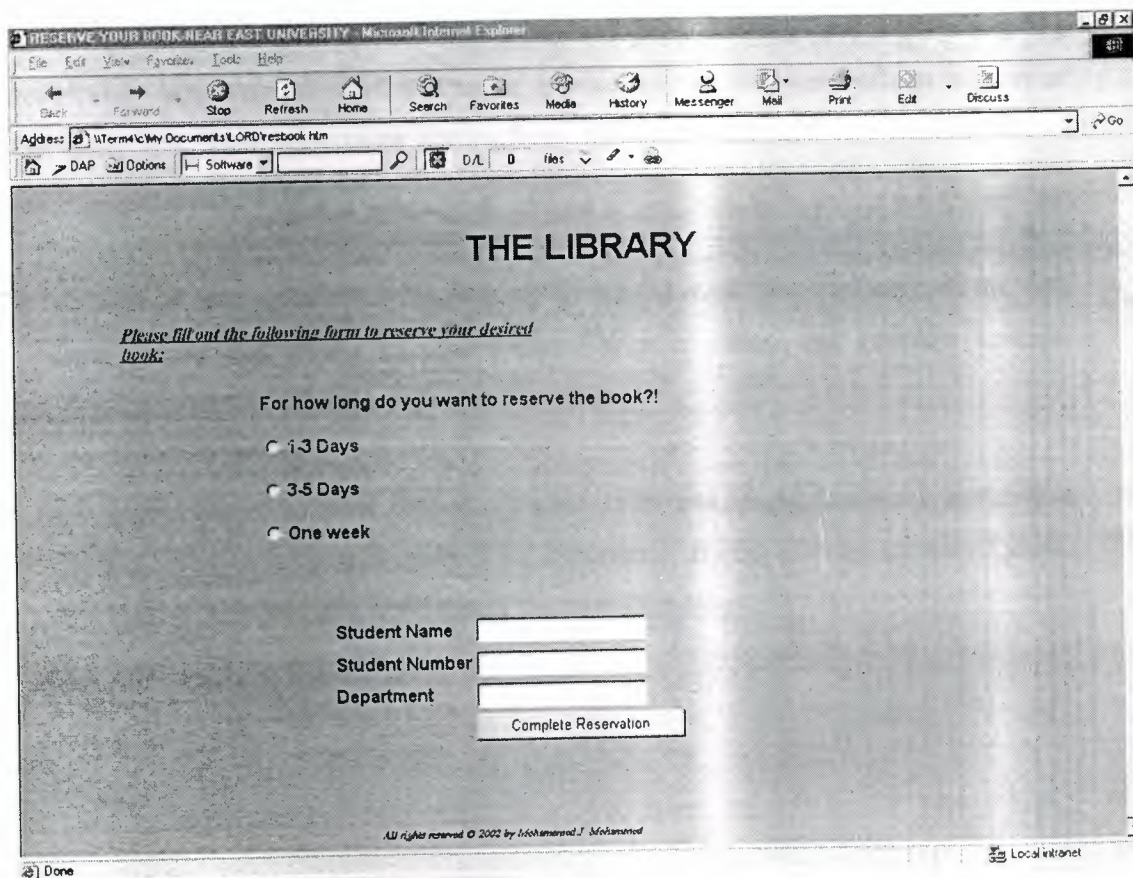 RESERVE YOUR BOOK-NEAR EAST UNIVERSITY - Microsoft Internet Explorer
File Edit View Favorites Tools Help
Back Forward Stop Refresh Home Search Favorites Media History Messenger Mail Print Edit Discuss
Address \\Term4\c\My Documents\LORD\resbook.htm Go
DAP Options Software D/L 0 files
THE LIBRARY
Please fill out the following form to reserve your desired
book:
For how long do you want to reserve the book?!
1-3 Days
3-5 Days
One week
Student Name
Student Number
Department
Complete Reservation
All rights reserved © 2002 by Mohammed J. Mohammed
Done Local intranet